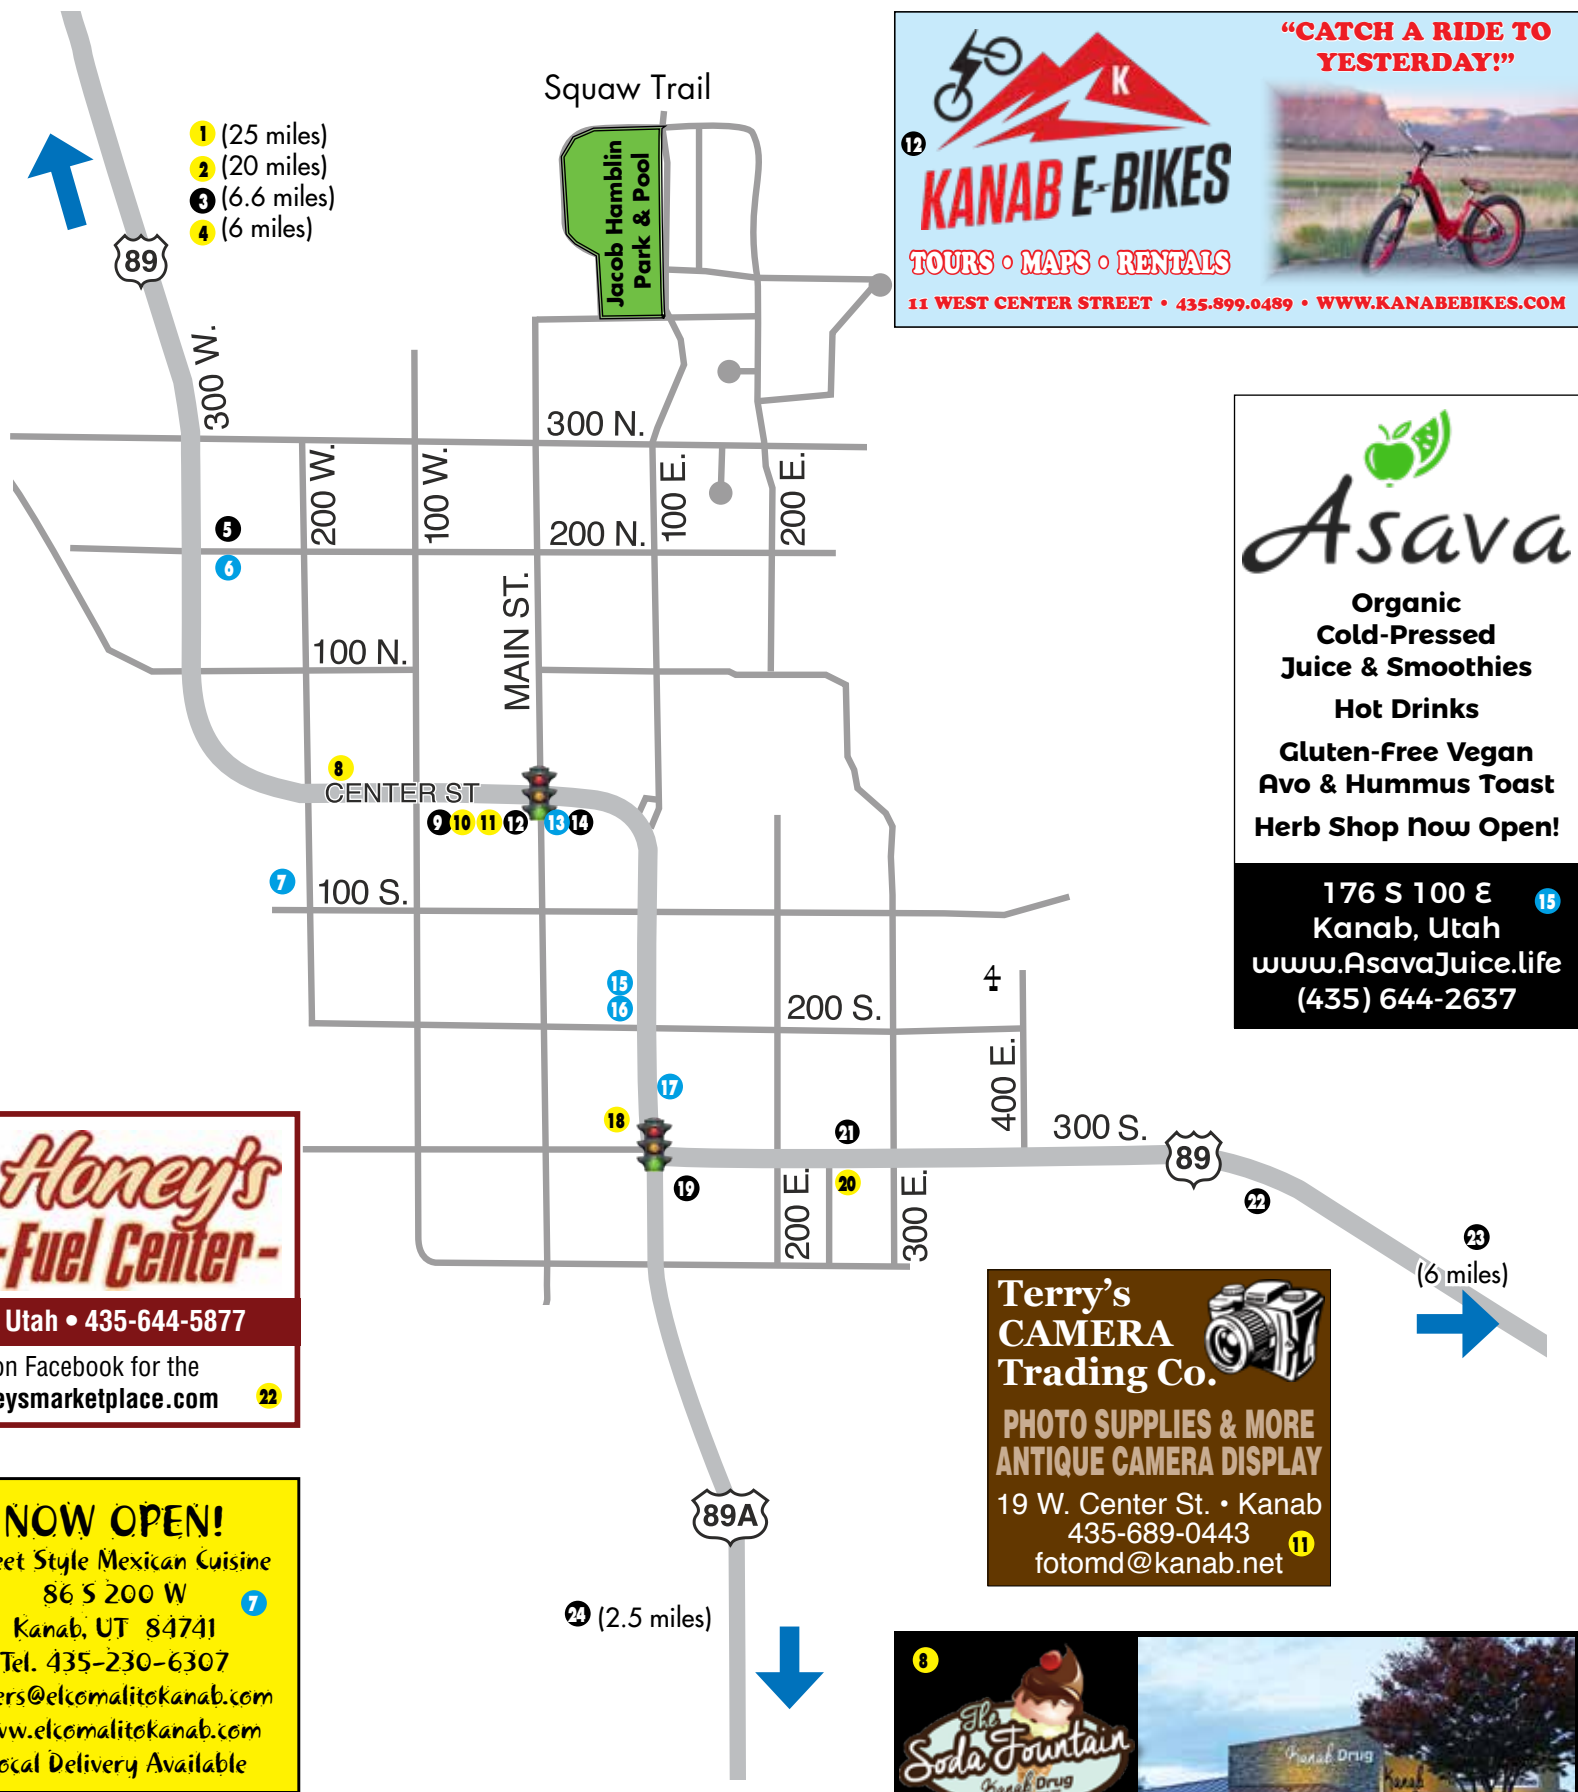 Squaw Trail
Jacob Hamblin
Park & Pool
1 (25 miles)
2 (20 miles)
3 (6.6 miles)
4 (6 miles)
89
300 W.
300 N.
200 W.
100 W.
100 E.
200 E.
5
200 N.
6
MAIN ST.
100 N.
8
CENTER ST
9 10 11 12 13 14
7
100 S.
15
16
200 S.
4
400 E.
17
18
21
300 S.
89
19
20
200 E.
300 E.
22
23
(6 miles)
89A
24 (2.5 miles)
"CATCH A RIDE TO
YESTERDAY!"
K
12
KANAB E-BIKES
TOURS • MAPS • RENTALS
11 WEST CENTER STREET • 435.899.0489 • WWW.KANABEBIKES.COM
Asava
Organic
Cold-Pressed
Juice & Smoothies
Hot Drinks
Gluten-Free Vegan
Avo & Hummus Toast
Herb Shop Now Open!
176 S 100 E
15
Kanab, Utah
www.AsavaJuice.life
(435) 644-2637
Honey's
-Fuel Center-
Utah • 435-644-5877
on Facebook for the
eysmarketplace.com
22
NOW OPEN!
eet Style Mexican Cuisine
86 S 200 W
7
Kanab, UT 84741
Tel. 435-230-6307
ers@elcomalitokanab.com
ww.elcomalitokanab.com
ocal Delivery Available
Terry's
CAMERA
Trading Co.
PHOTO SUPPLIES & MORE
ANTIQUE CAMERA DISPLAY
19 W. Center St. • Kanab
435-689-0443
11
fotomd@kanab.net
8
The
Soda Fountain
Kanab Drug
Kanab Drug
Kanab